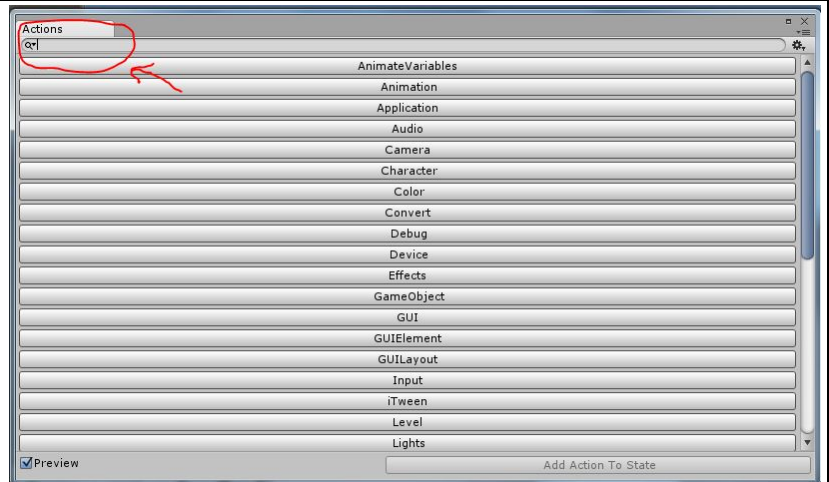 Actions
AnimateVariables
Animation
Application
Audio
Camera
Character
Color
Convert
Debug
Device
Effects
GameObject
GUI
GUIElement
GUILayout
Input
iTween
Level
Lights
Preview
Add Action To State